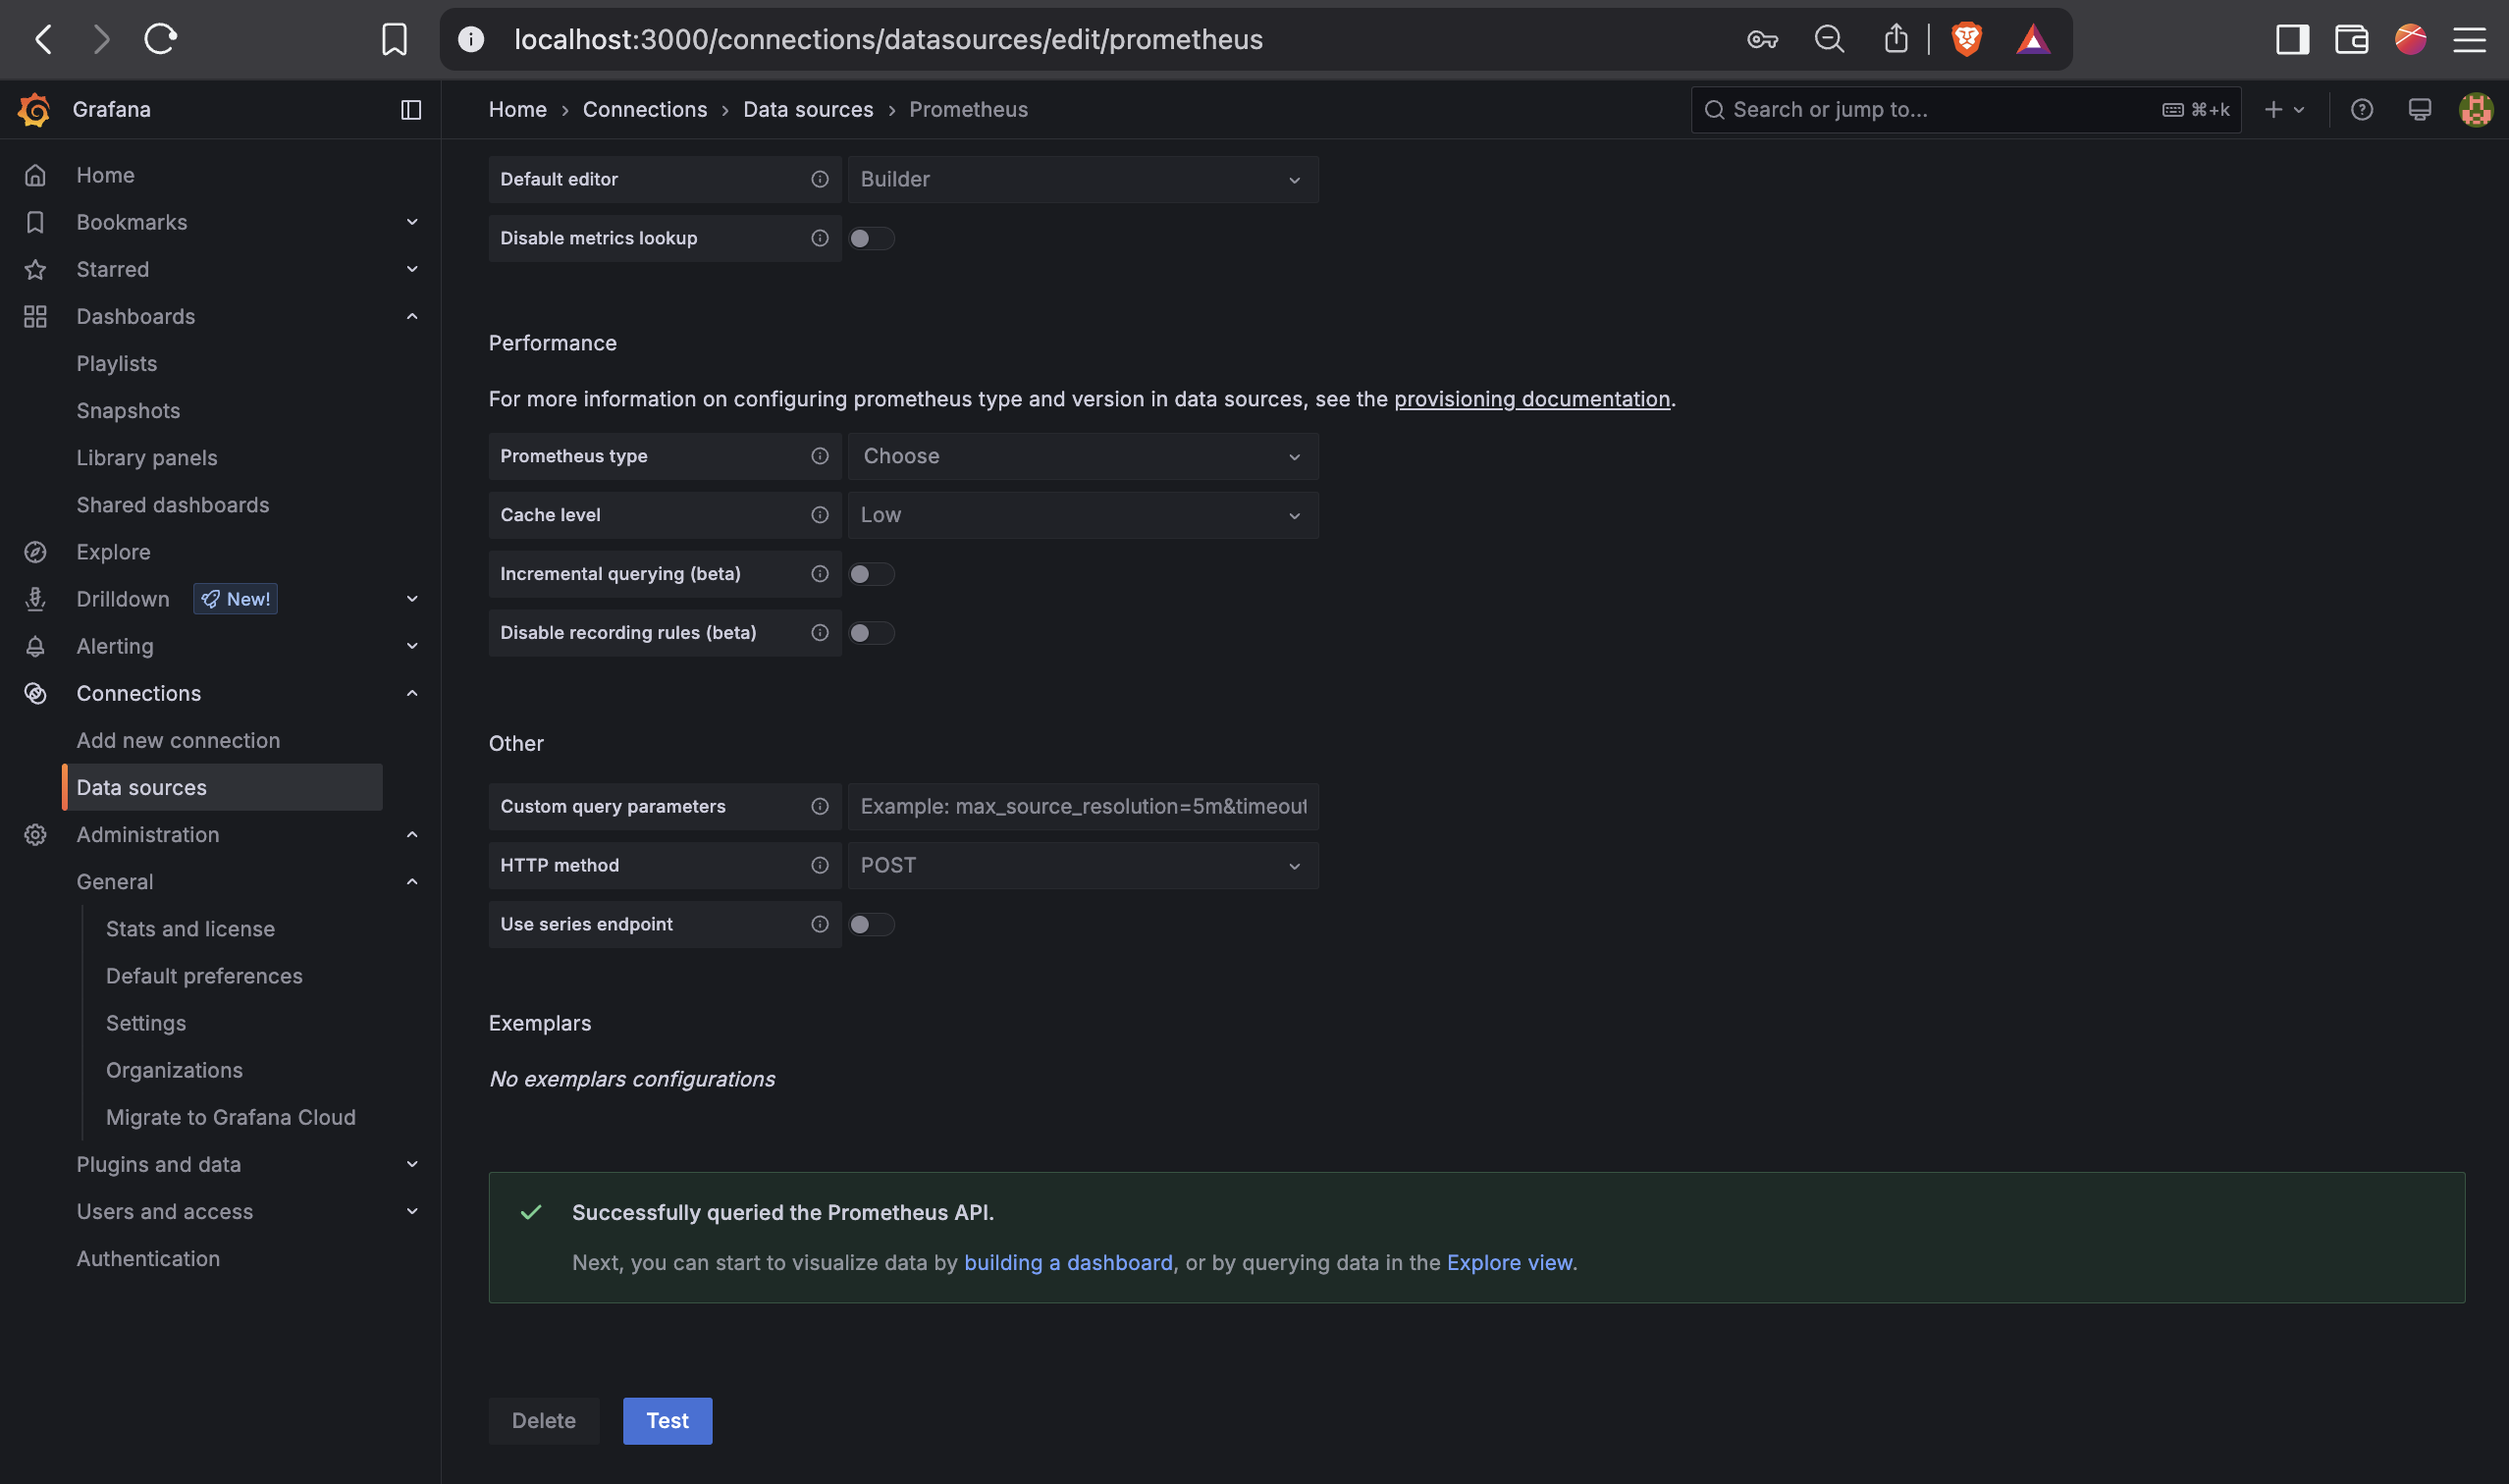 localhost:3000/connections/datasources/edit/prometheus
Grafana
Home › Connections › Data sources › Prometheus
Search or jump to...
⌘+k
Home
Bookmarks
Starred
Dashboards
Playlists
Snapshots
Library panels
Shared dashboards
Explore
Drilldown New!
Alerting
Connections
Add new connection
Data sources
Administration
General
Stats and license
Default preferences
Settings
Organizations
Migrate to Grafana Cloud
Plugins and data
Users and access
Authentication
Default editor Builder
Disable metrics lookup
Performance
For more information on configuring prometheus type and version in data sources, see the provisioning documentation.
Prometheus type Choose
Cache level Low
Incremental querying (beta)
Disable recording rules (beta)
Other
Custom query parameters Example: max_source_resolution=5m&timeout
HTTP method POST
Use series endpoint
Exemplars
No exemplars configurations
Successfully queried the Prometheus API.
Next, you can start to visualize data by building a dashboard, or by querying data in the Explore view.
Delete Test